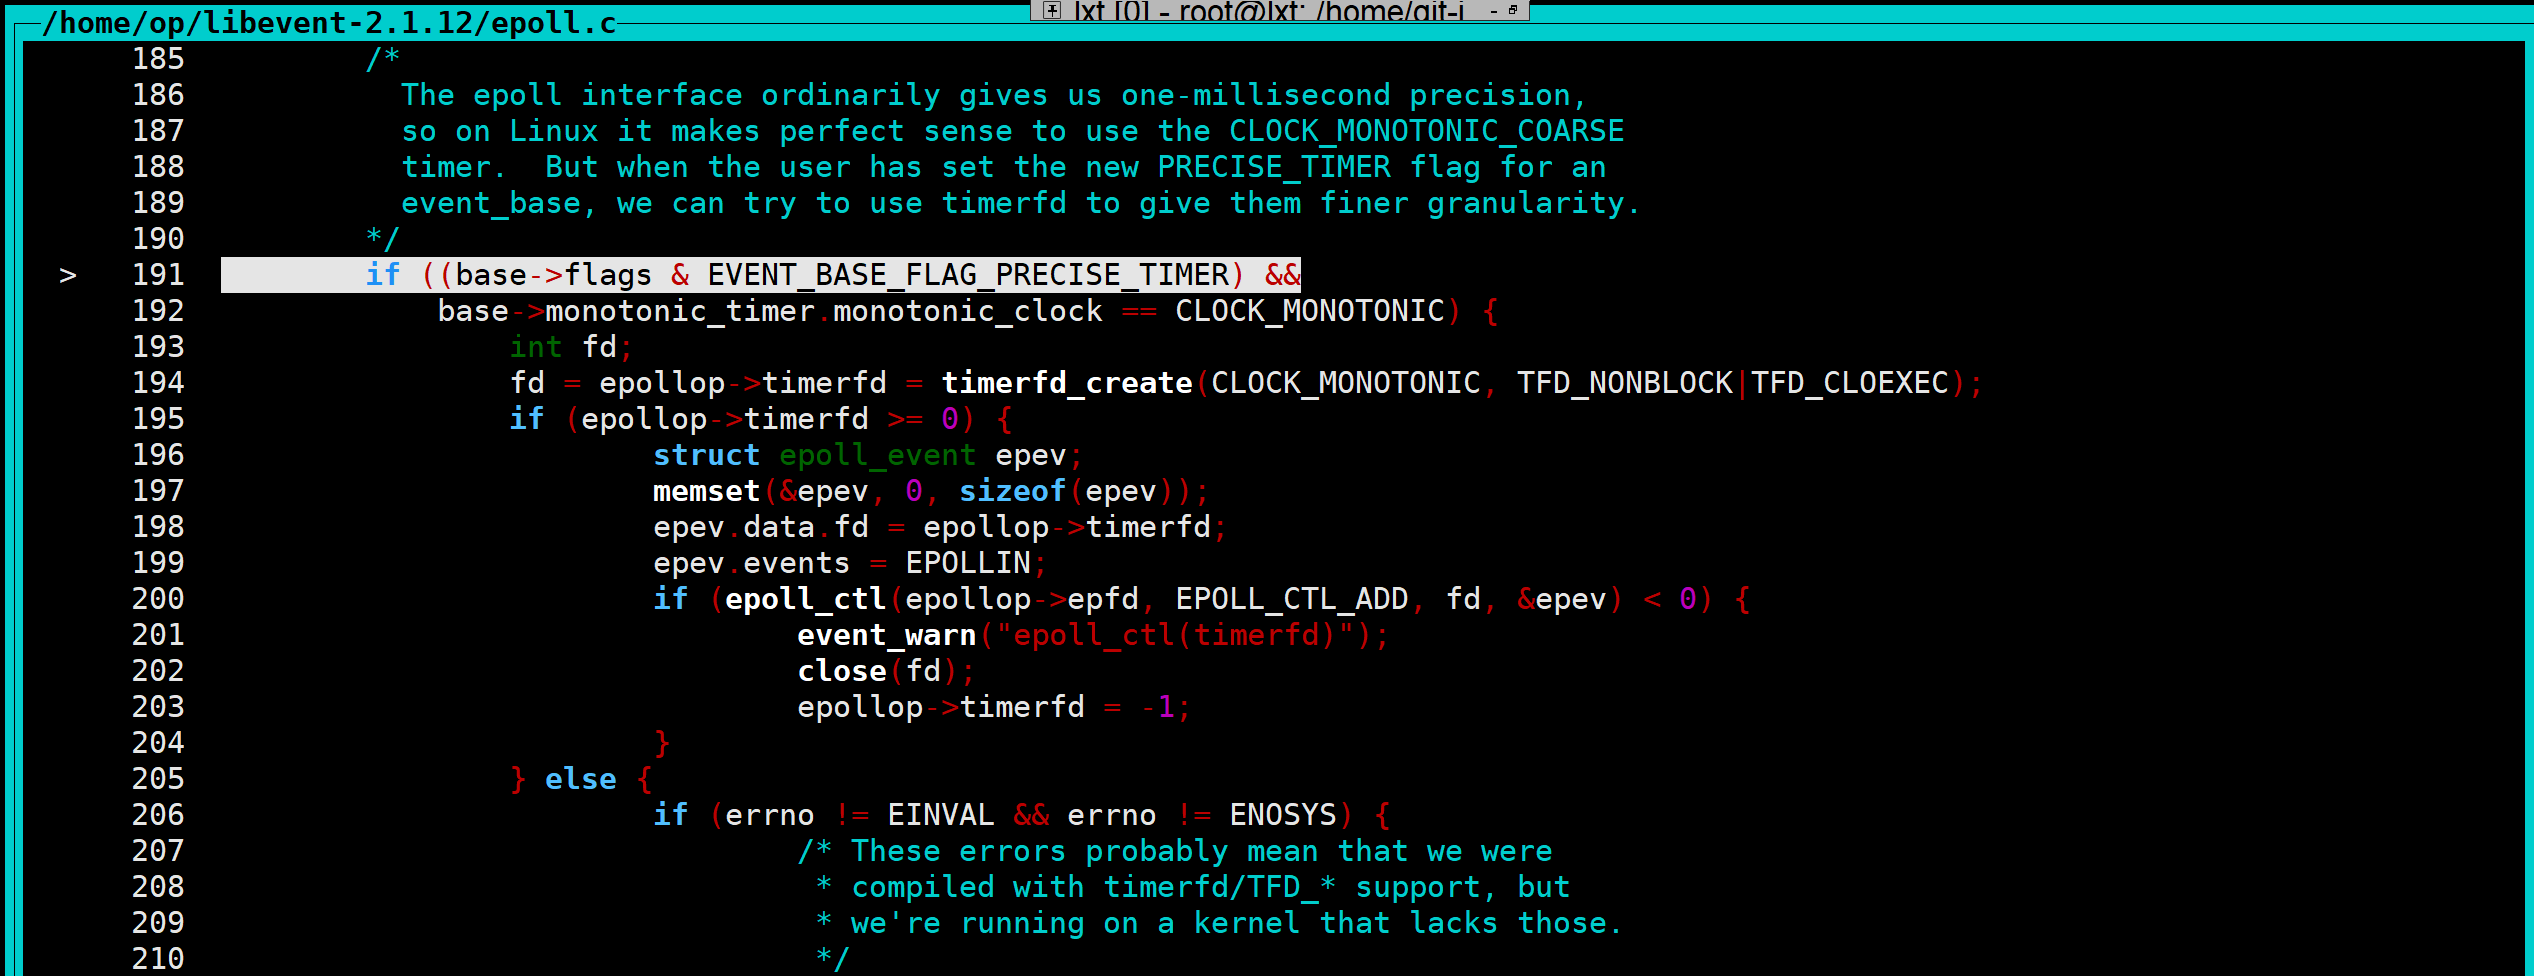 lxt [0] - root@lxt: /home/git-i
/home/op/libevent-2.1.12/epoll.c
185 /*
186 The epoll interface ordinarily gives us one-millisecond precision,
187 so on Linux it makes perfect sense to use the CLOCK_MONOTONIC_COARSE
188 timer.  But when the user has set the new PRECISE_TIMER flag for an
189 event_base, we can try to use timerfd to give them finer granularity.
190 */
> 191 if ((base->flags & EVENT_BASE_FLAG_PRECISE_TIMER) &&
192 base->monotonic_timer.monotonic_clock == CLOCK_MONOTONIC) {
193 int fd;
194 fd = epollop->timerfd = timerfd_create(CLOCK_MONOTONIC, TFD_NONBLOCK|TFD_CLOEXEC);
195 if (epollop->timerfd >= 0) {
196 struct epoll_event epev;
197 memset(&epev, 0, sizeof(epev));
198 epev.data.fd = epollop->timerfd;
199 epev.events = EPOLLIN;
200 if (epoll_ctl(epollop->epfd, EPOLL_CTL_ADD, fd, &epev) < 0) {
201 event_warn("epoll_ctl(timerfd)");
202 close(fd);
203 epollop->timerfd = -1;
204 }
205 } else {
206 if (errno != EINVAL && errno != ENOSYS) {
207 /* These errors probably mean that we were
208 * compiled with timerfd/TFD_* support, but
209 * we're running on a kernel that lacks those.
210 */